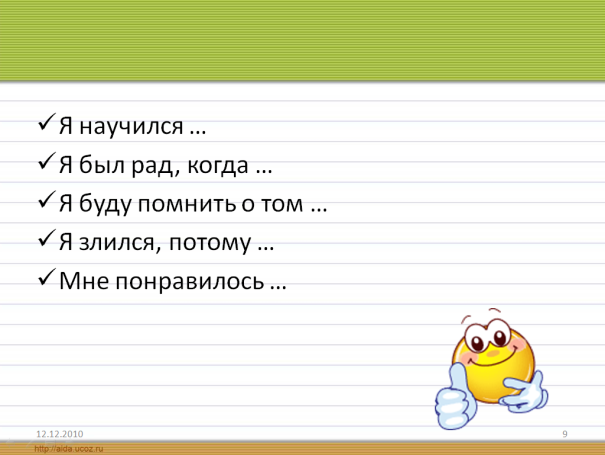 Я научился …
Я был рад, когда …
Я буду помнить о том …
Я злился, потому …
Мне понравилось …
12.12.2010
9
http://aida.ucoz.ru